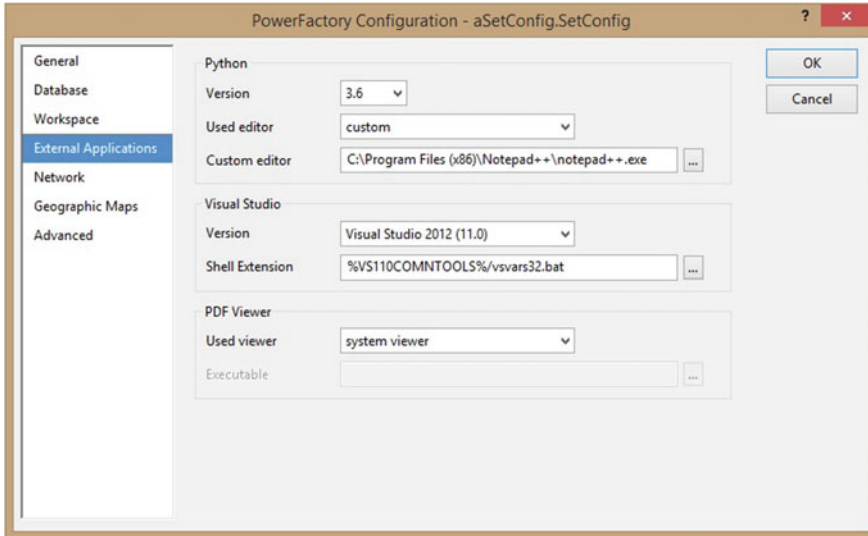 PowerFactory Configuration - aSetConfig.SetConfig
? ×
General
Database
Workspace
External Applications
Network
Geographic Maps
Advanced
Python
Version 3.6
Used editor custom
Custom editor C:\Program Files (x86)\Notepad++\notepad++.exe ...
Visual Studio
Version Visual Studio 2012 (11.0)
Shell Extension %VS110COMNTOOLS%/vsvars32.bat ...
PDF Viewer
Used viewer system viewer
Executable ...
OK
Cancel